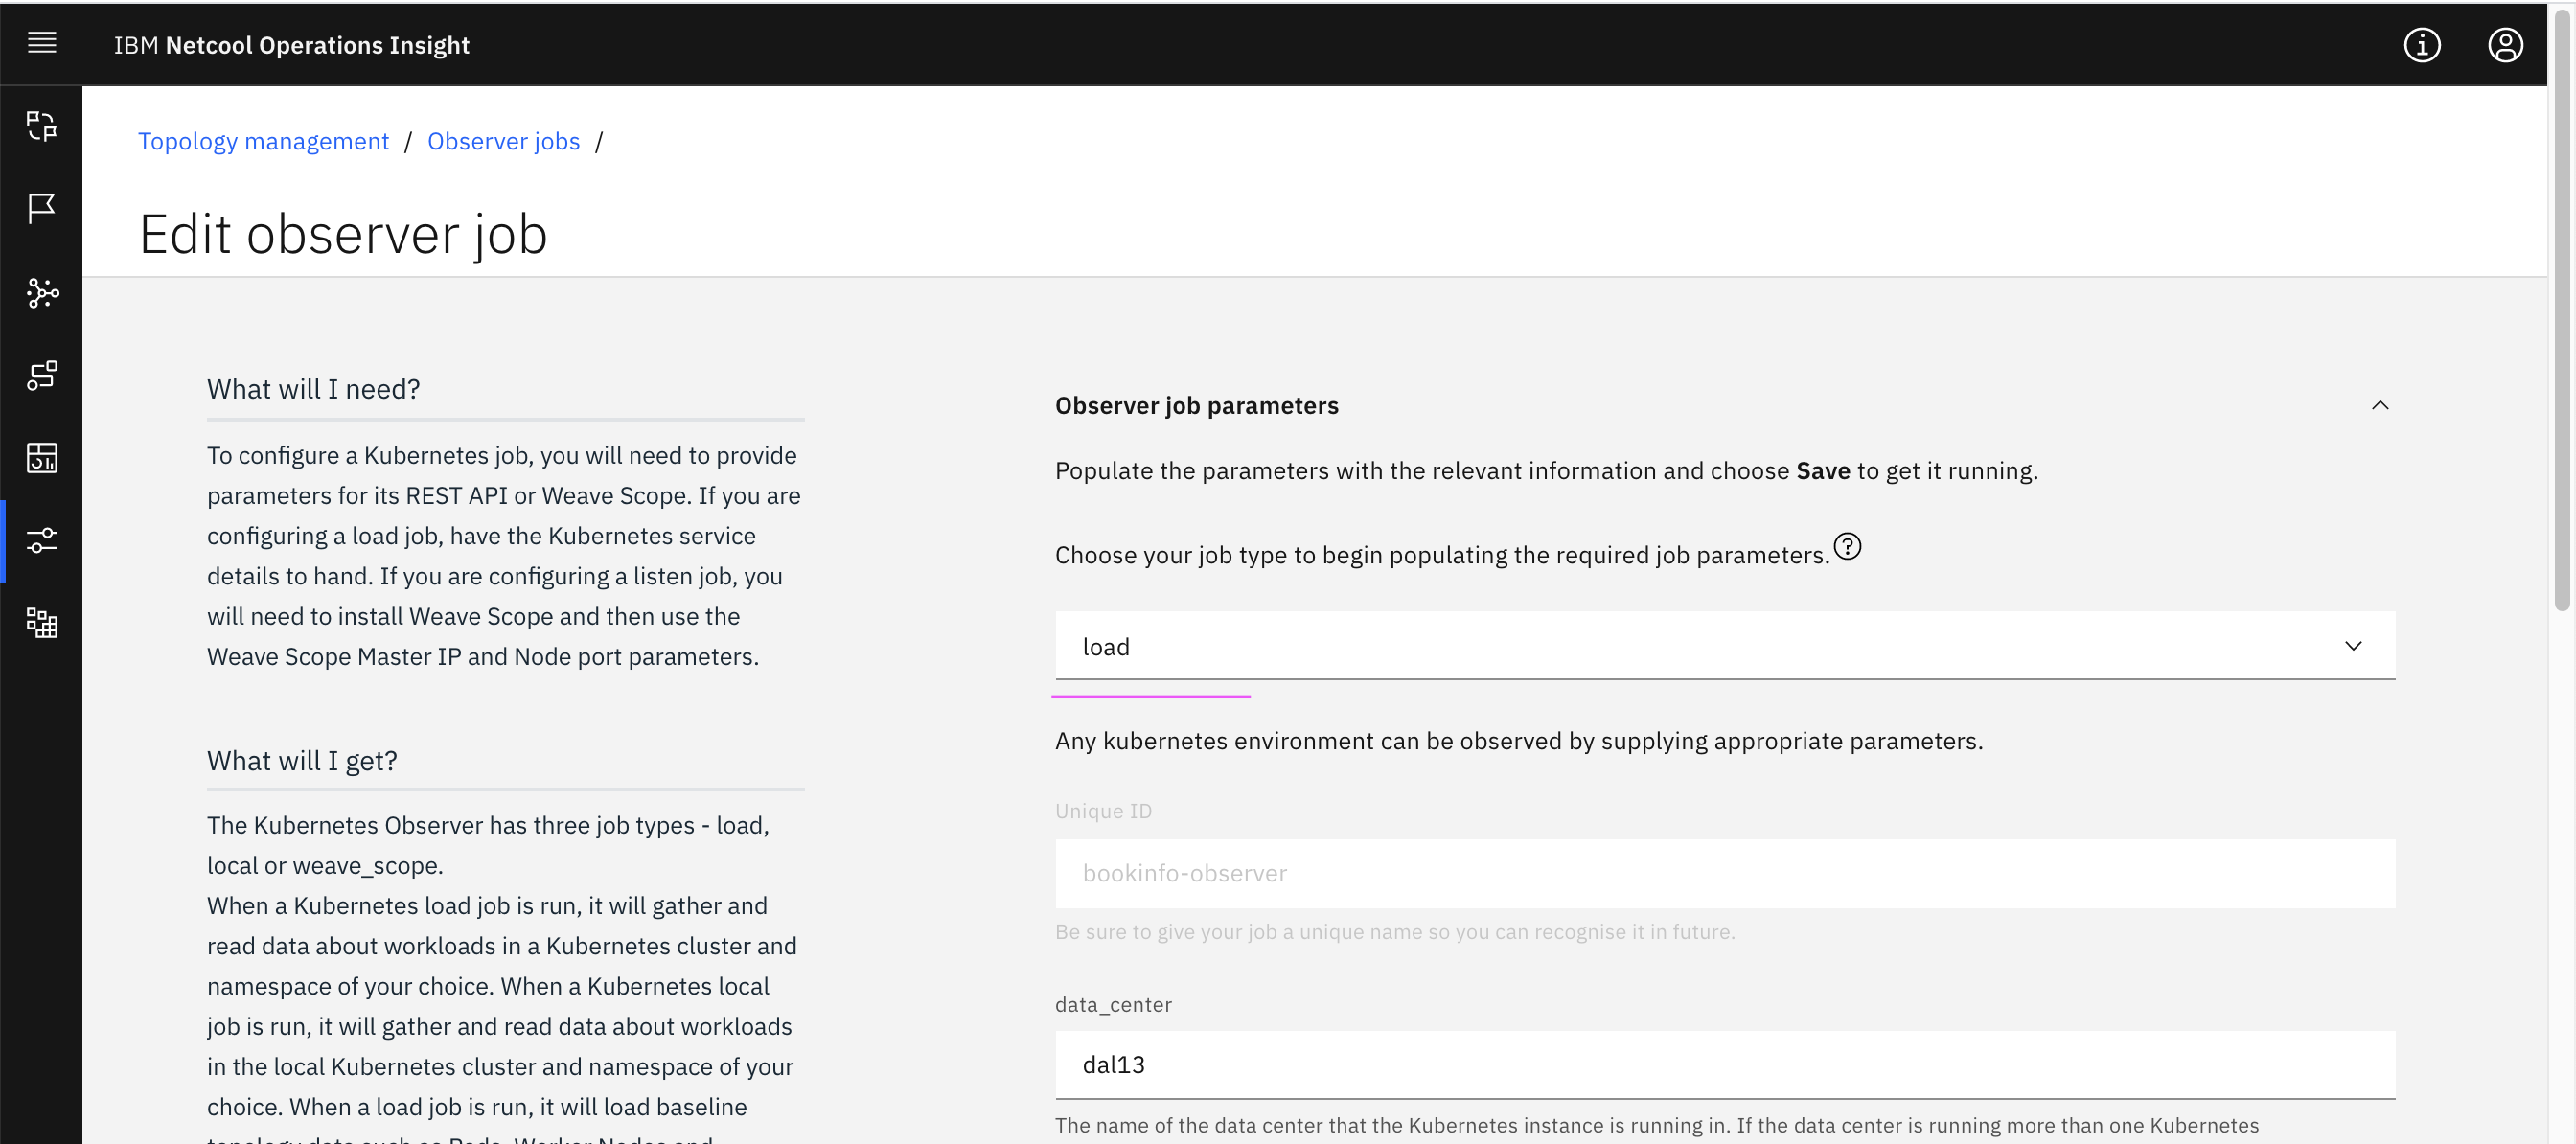 IBM Netcool Operations Insight
Topology management / Observer jobs /
Edit observer job
What will I need?
To configure a Kubernetes job, you will need to provide
parameters for its REST API or Weave Scope. If you are
configuring a load job, have the Kubernetes service
details to hand. If you are configuring a listen job, you
will need to install Weave Scope and then use the
Weave Scope Master IP and Node port parameters.
What will I get?
The Kubernetes Observer has three job types - load,
local or weave_scope.
When a Kubernetes load job is run, it will gather and
read data about workloads in a Kubernetes cluster and
namespace of your choice. When a Kubernetes local
job is run, it will gather and read data about workloads
in the local Kubernetes cluster and namespace of your
choice. When a load job is run, it will load baseline
topology data such as Pods, Worker Nodes and
Observer job parameters
Populate the parameters with the relevant information and choose Save to get it running.
Choose your job type to begin populating the required job parameters.
load
Any kubernetes environment can be observed by supplying appropriate parameters.
Unique ID
bookinfo-observer
Be sure to give your job a unique name so you can recognise it in future.
data_center
dal13
The name of the data center that the Kubernetes instance is running in. If the data center is running more than one Kubernetes